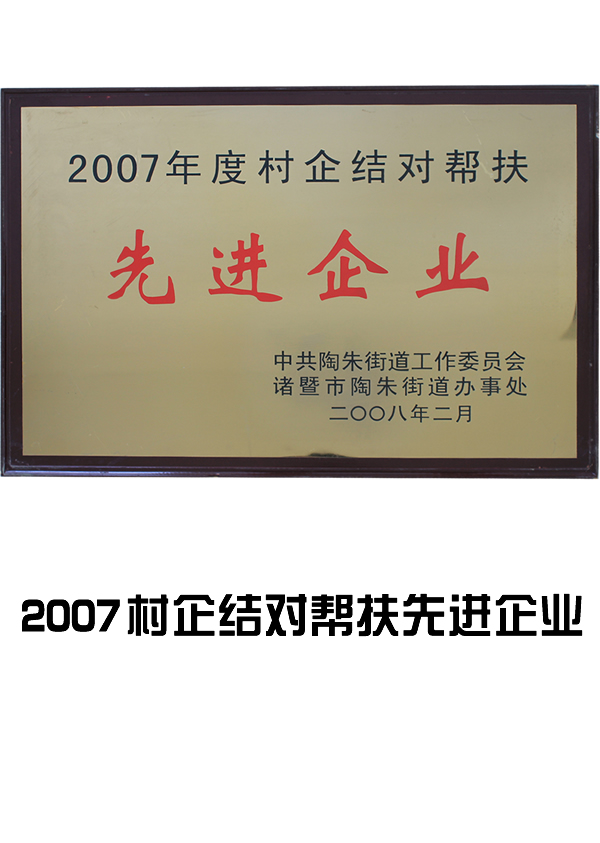 2007年度村企结对帮扶
先进企业
中共陶朱街道工作委员会
诸暨市陶朱街道办事处
二〇〇八年二月
2007村企结对帮扶先进企业